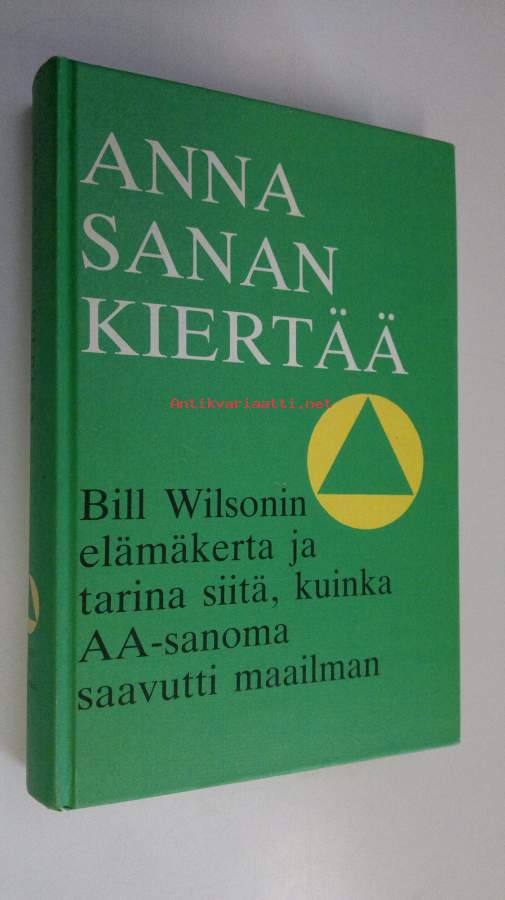 ANNA
SANAN
KIERTÄÄ
Antikvariaatti.net
Bill Wilsonin
elämäkerta ja
tarina siitä, kuinka
AA-sanoma
saavutti maailman